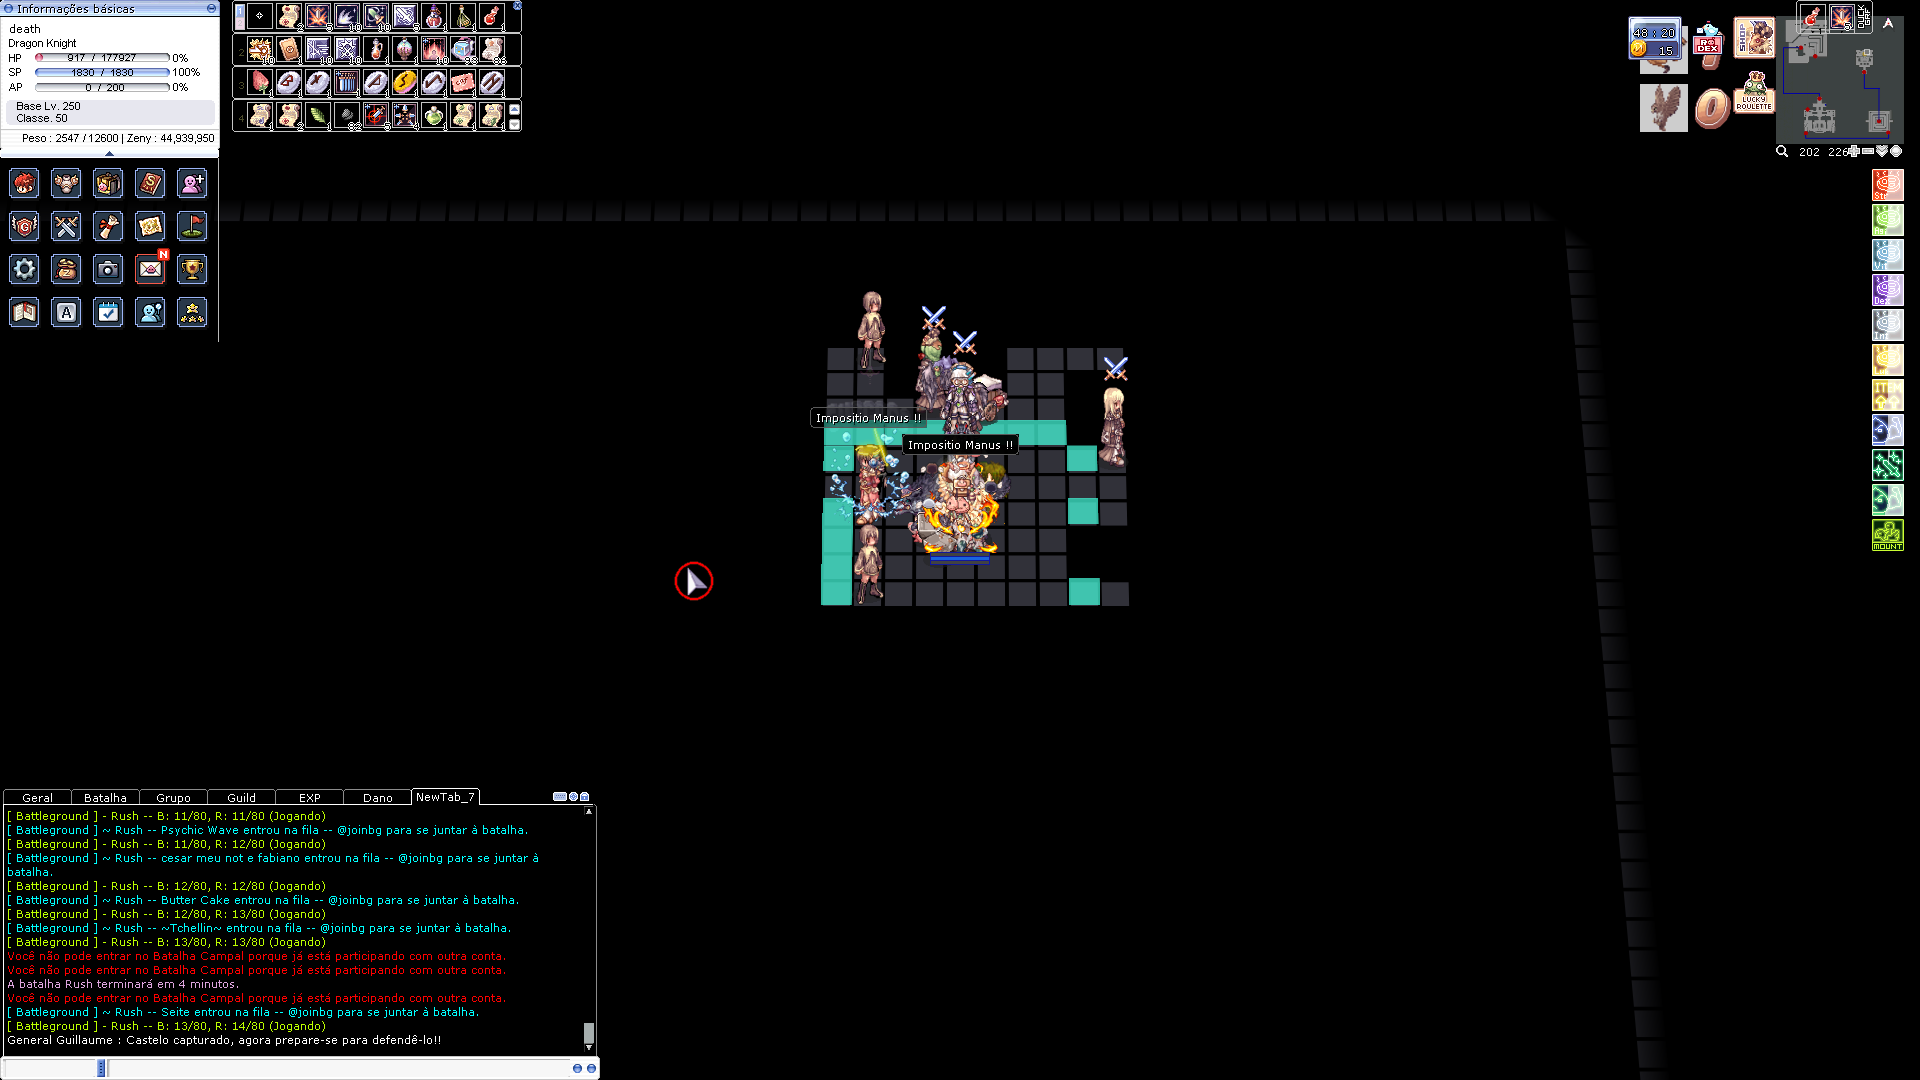 Informações básicas
death
Dragon Knight
HP 917 / 177927 0%
SP 1830 / 1830 100%
AP 0 / 200 0%
Base Lv. 250
Classe. 50
Peso : 2547 / 12600 | Zeny : 44,939,950
N
48 : 20
15
RODEX
SHOP
LUCKY ROULETTE
202 226
MOUNT
Impositio Manus !!
Impositio Manus !!
Geral Batalha Grupo Guild EXP Dano NewTab_7
[ Battleground ] - Rush -- B: 11/80, R: 11/80 (Jogando)
[ Battleground ] ~ Rush -- Psychic Wave entrou na fila -- @joinbg para se juntar à batalha.
[ Battleground ] - Rush -- B: 11/80, R: 12/80 (Jogando)
[ Battleground ] ~ Rush -- cesar meu not e fabiano entrou na fila -- @joinbg para se juntar à
batalha.
[ Battleground ] - Rush -- B: 12/80, R: 12/80 (Jogando)
[ Battleground ] ~ Rush -- Butter Cake entrou na fila -- @joinbg para se juntar à batalha.
[ Battleground ] - Rush -- B: 12/80, R: 13/80 (Jogando)
[ Battleground ] ~ Rush -- ~Tchellin~ entrou na fila -- @joinbg para se juntar à batalha.
[ Battleground ] - Rush -- B: 13/80, R: 13/80 (Jogando)
Você não pode entrar no Batalha Campal porque já está participando com outra conta.
Você não pode entrar no Batalha Campal porque já está participando com outra conta.
A batalha Rush terminará em 4 minutos.
Você não pode entrar no Batalha Campal porque já está participando com outra conta.
[ Battleground ] ~ Rush -- Seite entrou na fila -- @joinbg para se juntar à batalha.
[ Battleground ] - Rush -- B: 13/80, R: 14/80 (Jogando)
General Guillaume : Castelo capturado, agora prepare-se para defendê-lo!!